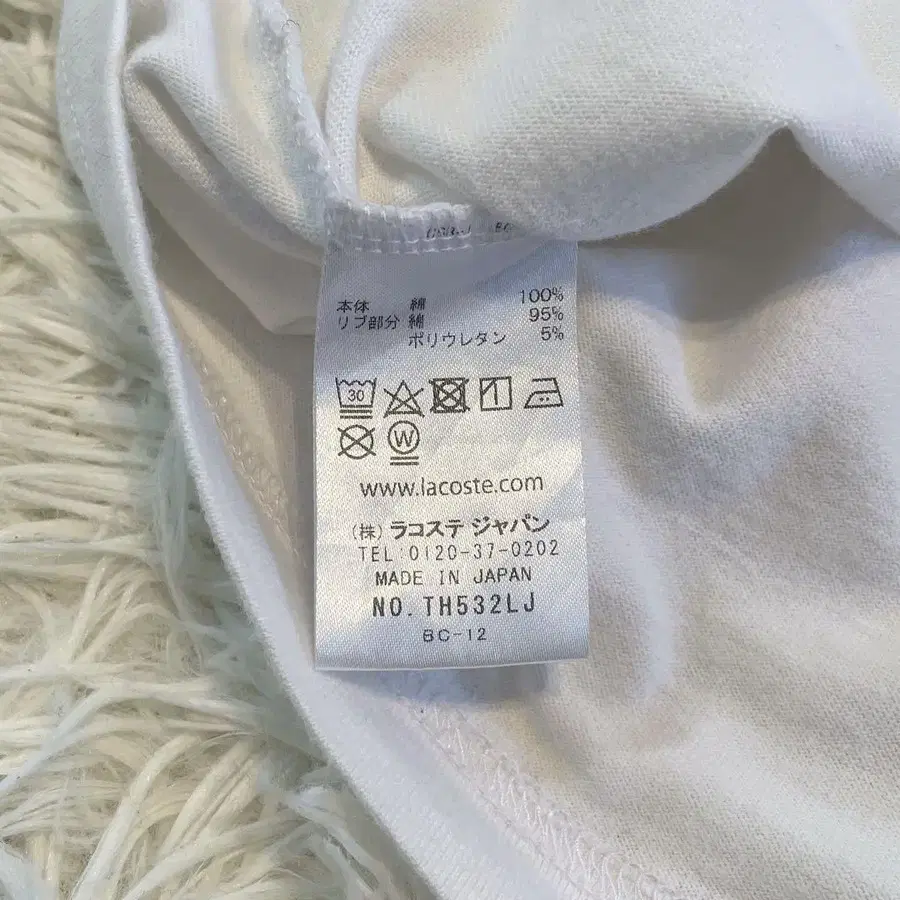 本体 綿 100%
リブ部分 綿 95%
ポリウレタン 5%
30
W
www.lacoste.com
(株) ラコステ ジャパン
TEL:0120-37-0202
MADE IN JAPAN
NO.TH532LJ
BC-12